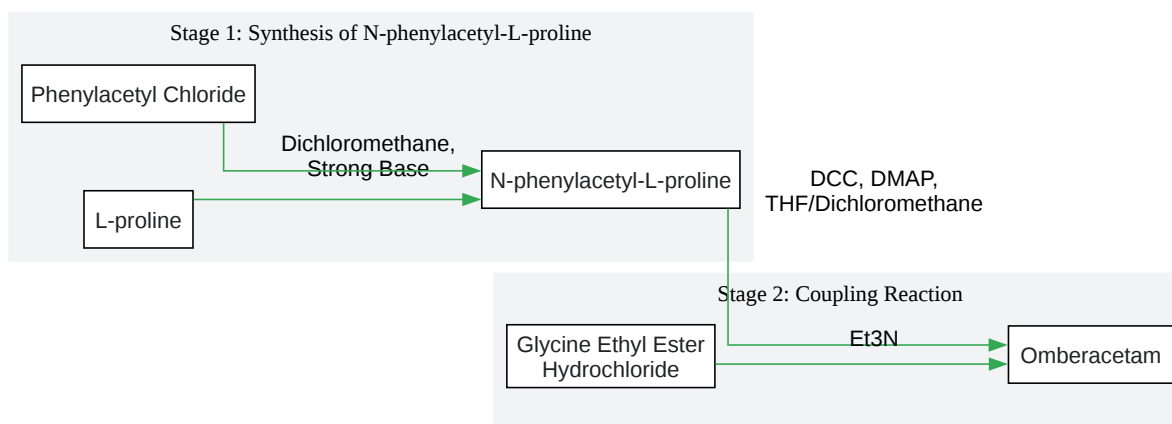 Stage 1: Synthesis of N-phenylacetyl-L-proline
Phenylacetyl Chloride
Dichloromethane,
Strong Base
L-proline
N-phenylacetyl-L-proline
DCC, DMAP,
THF/Dichloromethane
Stage 2: Coupling Reaction
Glycine Ethyl Ester
Hydrochloride
Et3N
Omberacetam